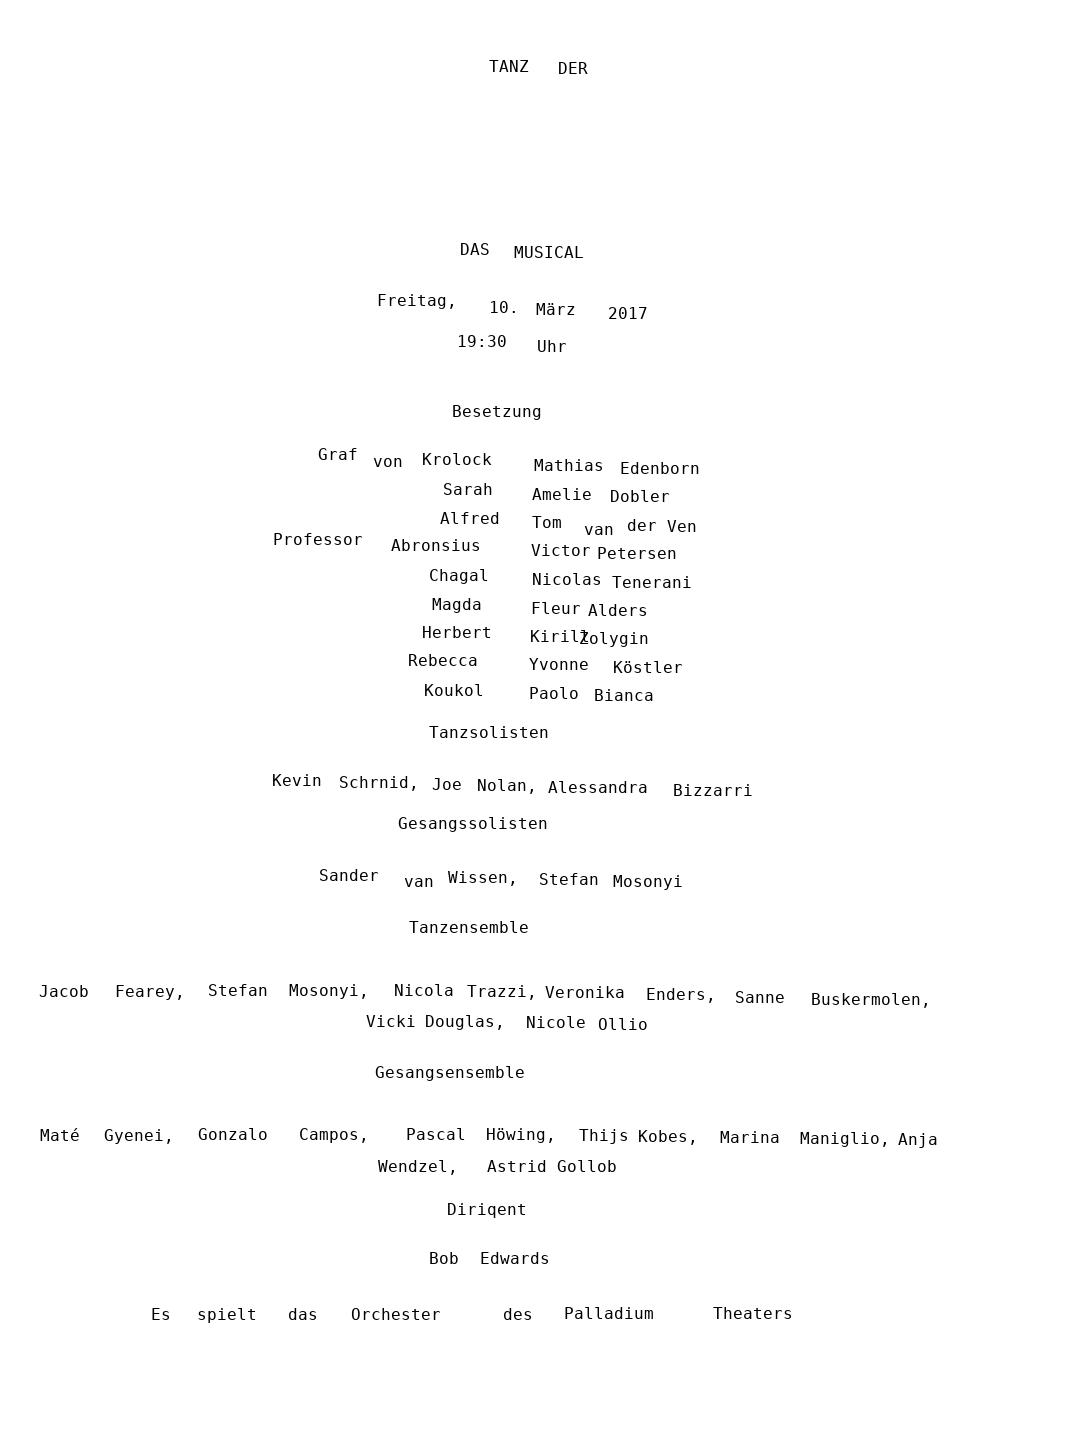 TANZ DER
DAS MUSICAL
Freitag, 10. März 2017
19:30 Uhr
Besetzung
Graf von Krolock Mathias Edenborn
Sarah Amelie Dobler
Alfred Tom van der Ven
Professor Abronsius Victor Petersen
Chagal Nicolas Tenerani
Magda Fleur Alders
Herbert Kirill Zolygin
Rebecca Yvonne Köstler
Koukol Paolo Bianca
Tanzsolisten
Kevin Schrnid, Joe Nolan, Alessandra Bizzarri
Gesangssolisten
Sander van Wissen, Stefan Mosonyi
Tanzensemble
Jacob Fearey, Stefan Mosonyi, Nicola Trazzi, Veronika Enders, Sanne Buskermolen,
Vicki Douglas, Nicole Ollio
Gesangsensemble
Maté Gyenei, Gonzalo Campos, Pascal Höwing, Thijs Kobes, Marina Maniglio, Anja
Wendzel, Astrid Gollob
Diriqent
Bob Edwards
Es spielt das Orchester des Palladium Theaters